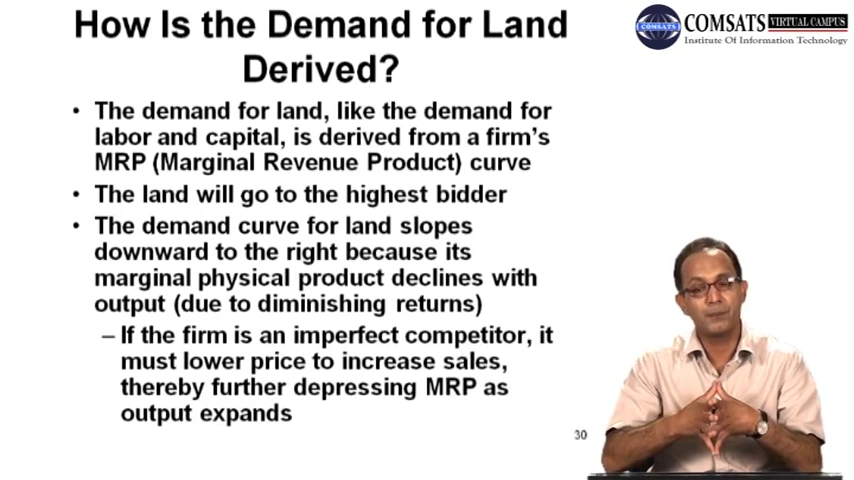 How Is the Demand for Land
Derived?
COMSATS VIRTUAL CAMPUS
Institute Of Information Technology
COMSATS
• The demand for land, like the demand for
labor and capital, is derived from a firm's
MRP (Marginal Revenue Product) curve
• The land will go to the highest bidder
• The demand curve for land slopes
downward to the right because its
marginal physical product declines with
output (due to diminishing returns)
– If the firm is an imperfect competitor, it
must lower price to increase sales,
thereby further depressing MRP as
output expands
30